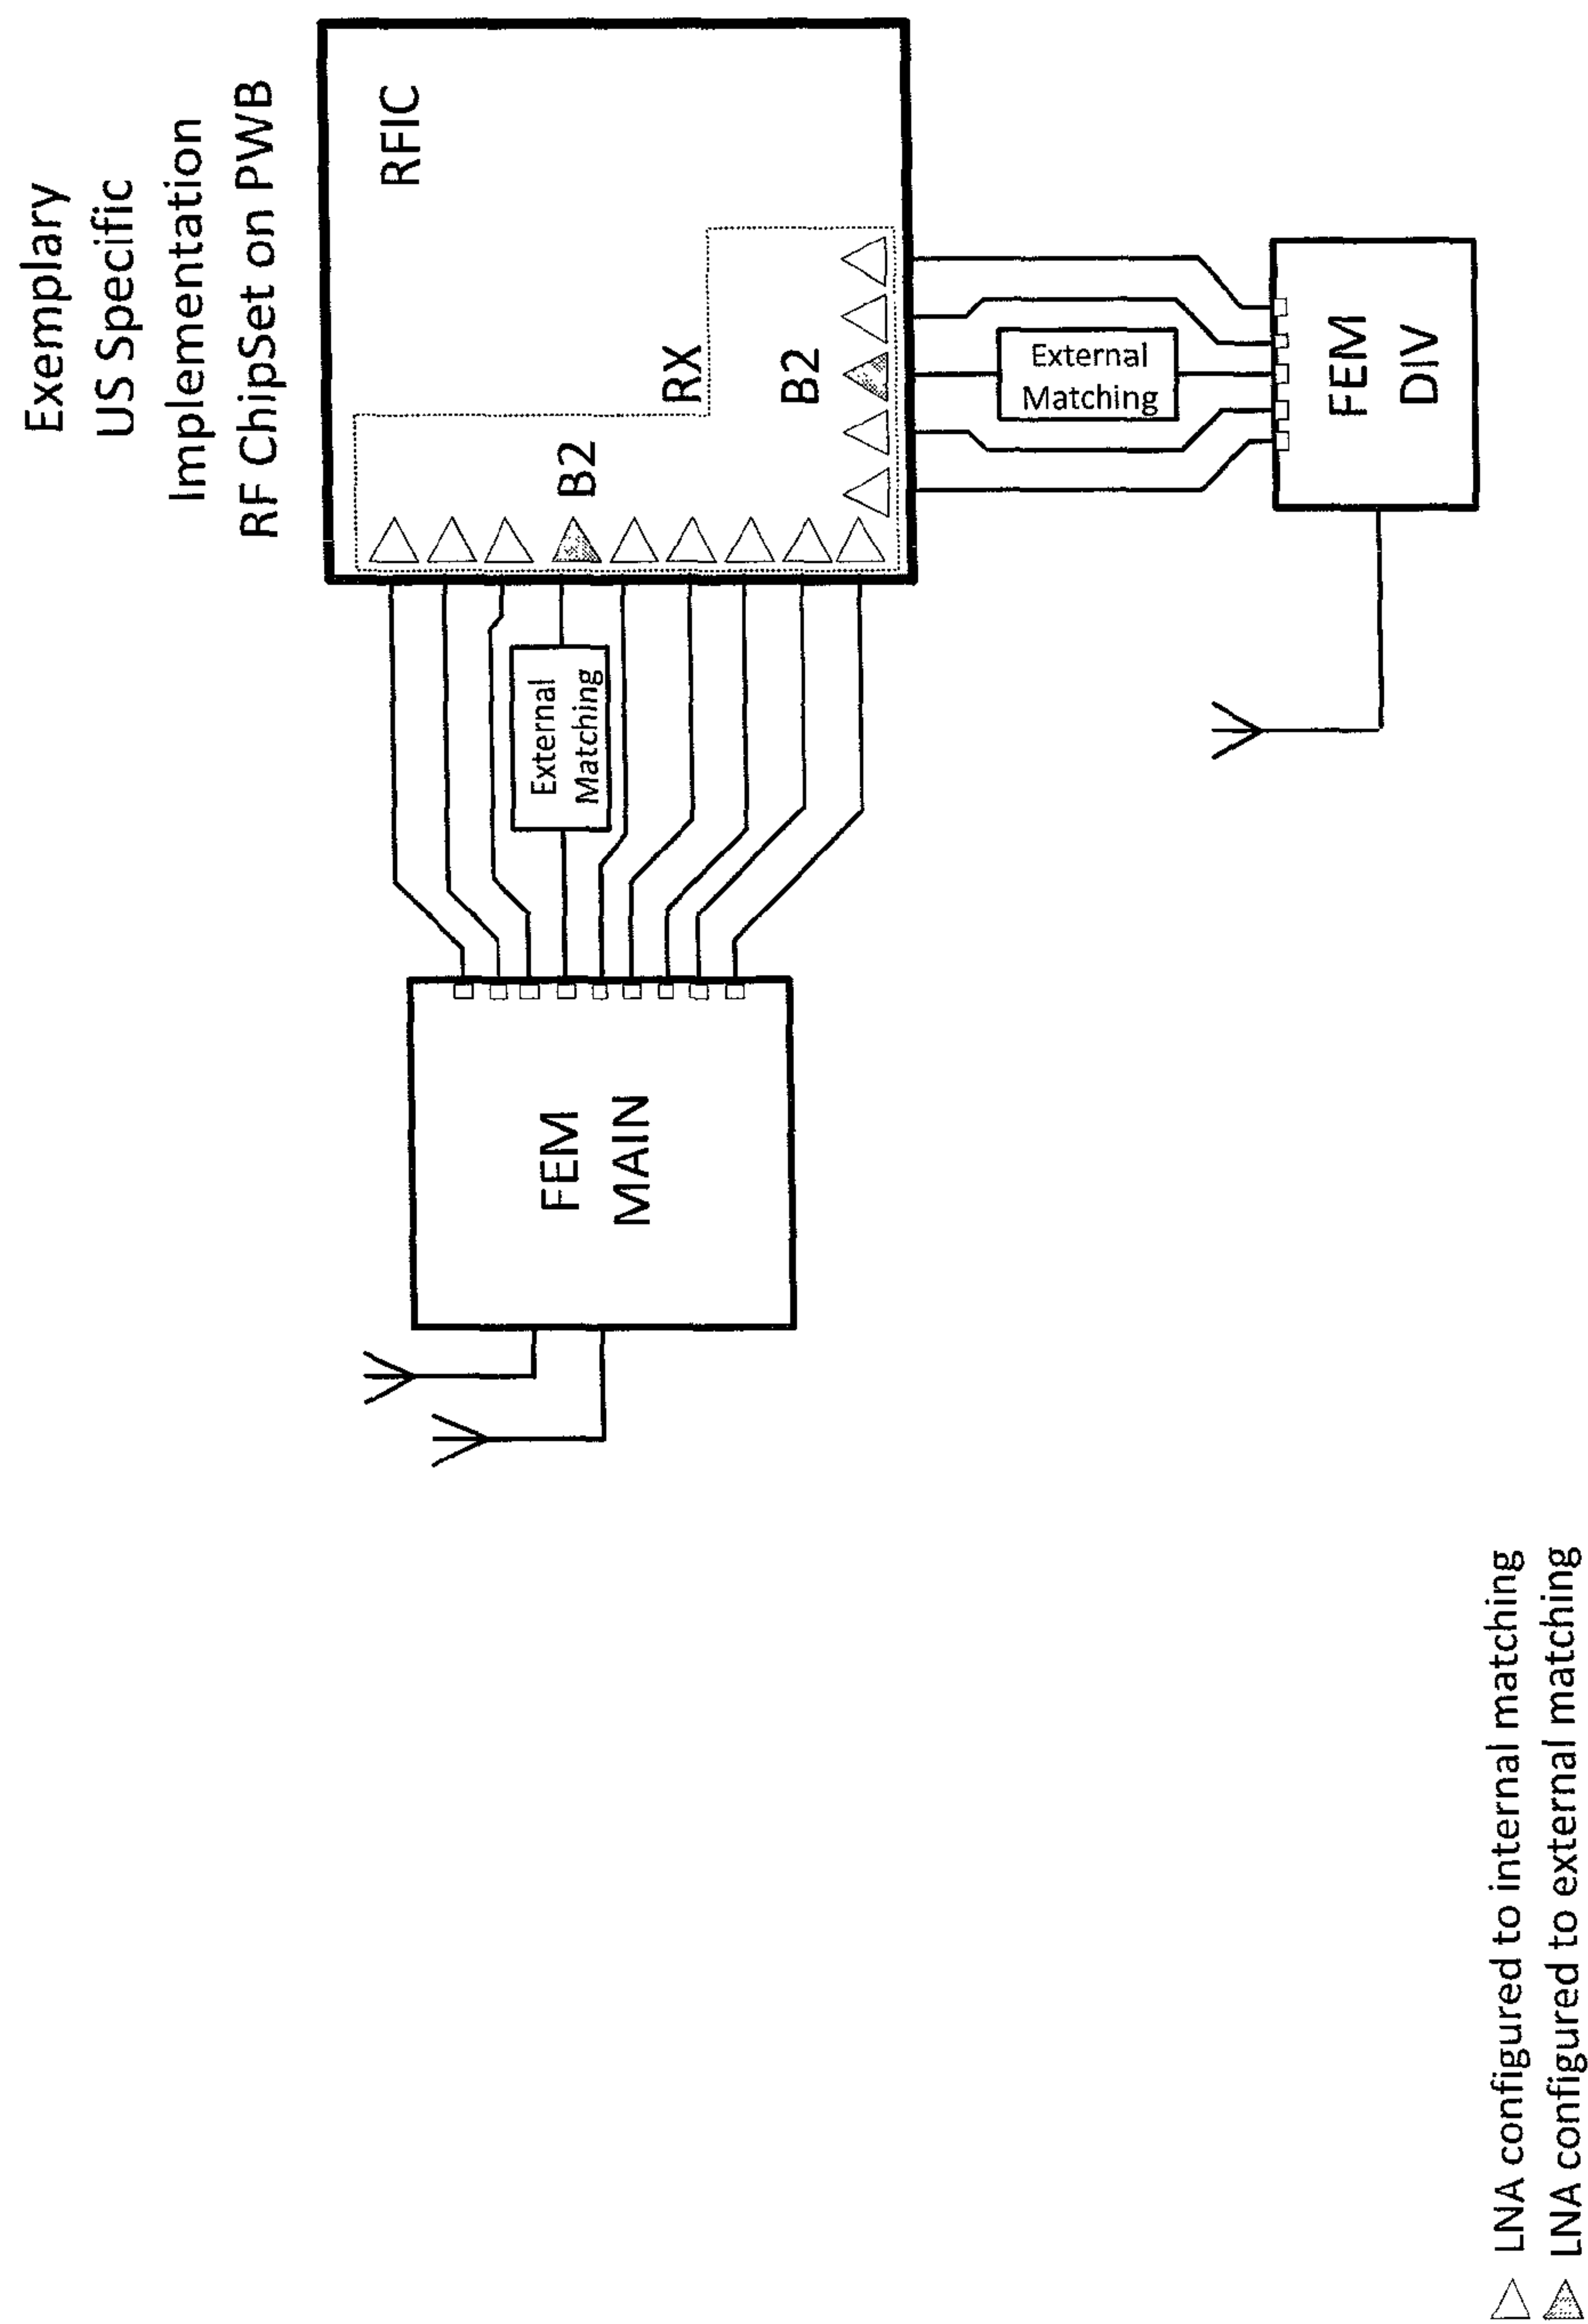 Exemplary
US Specific
Implementation
RF ChipSet on PWB
RFIC
RX
B2
B2
External
Matching
External
Matching
FEM
MAIN
FEM
DIV
LNA configured to internal matching
LNA configured to external matching